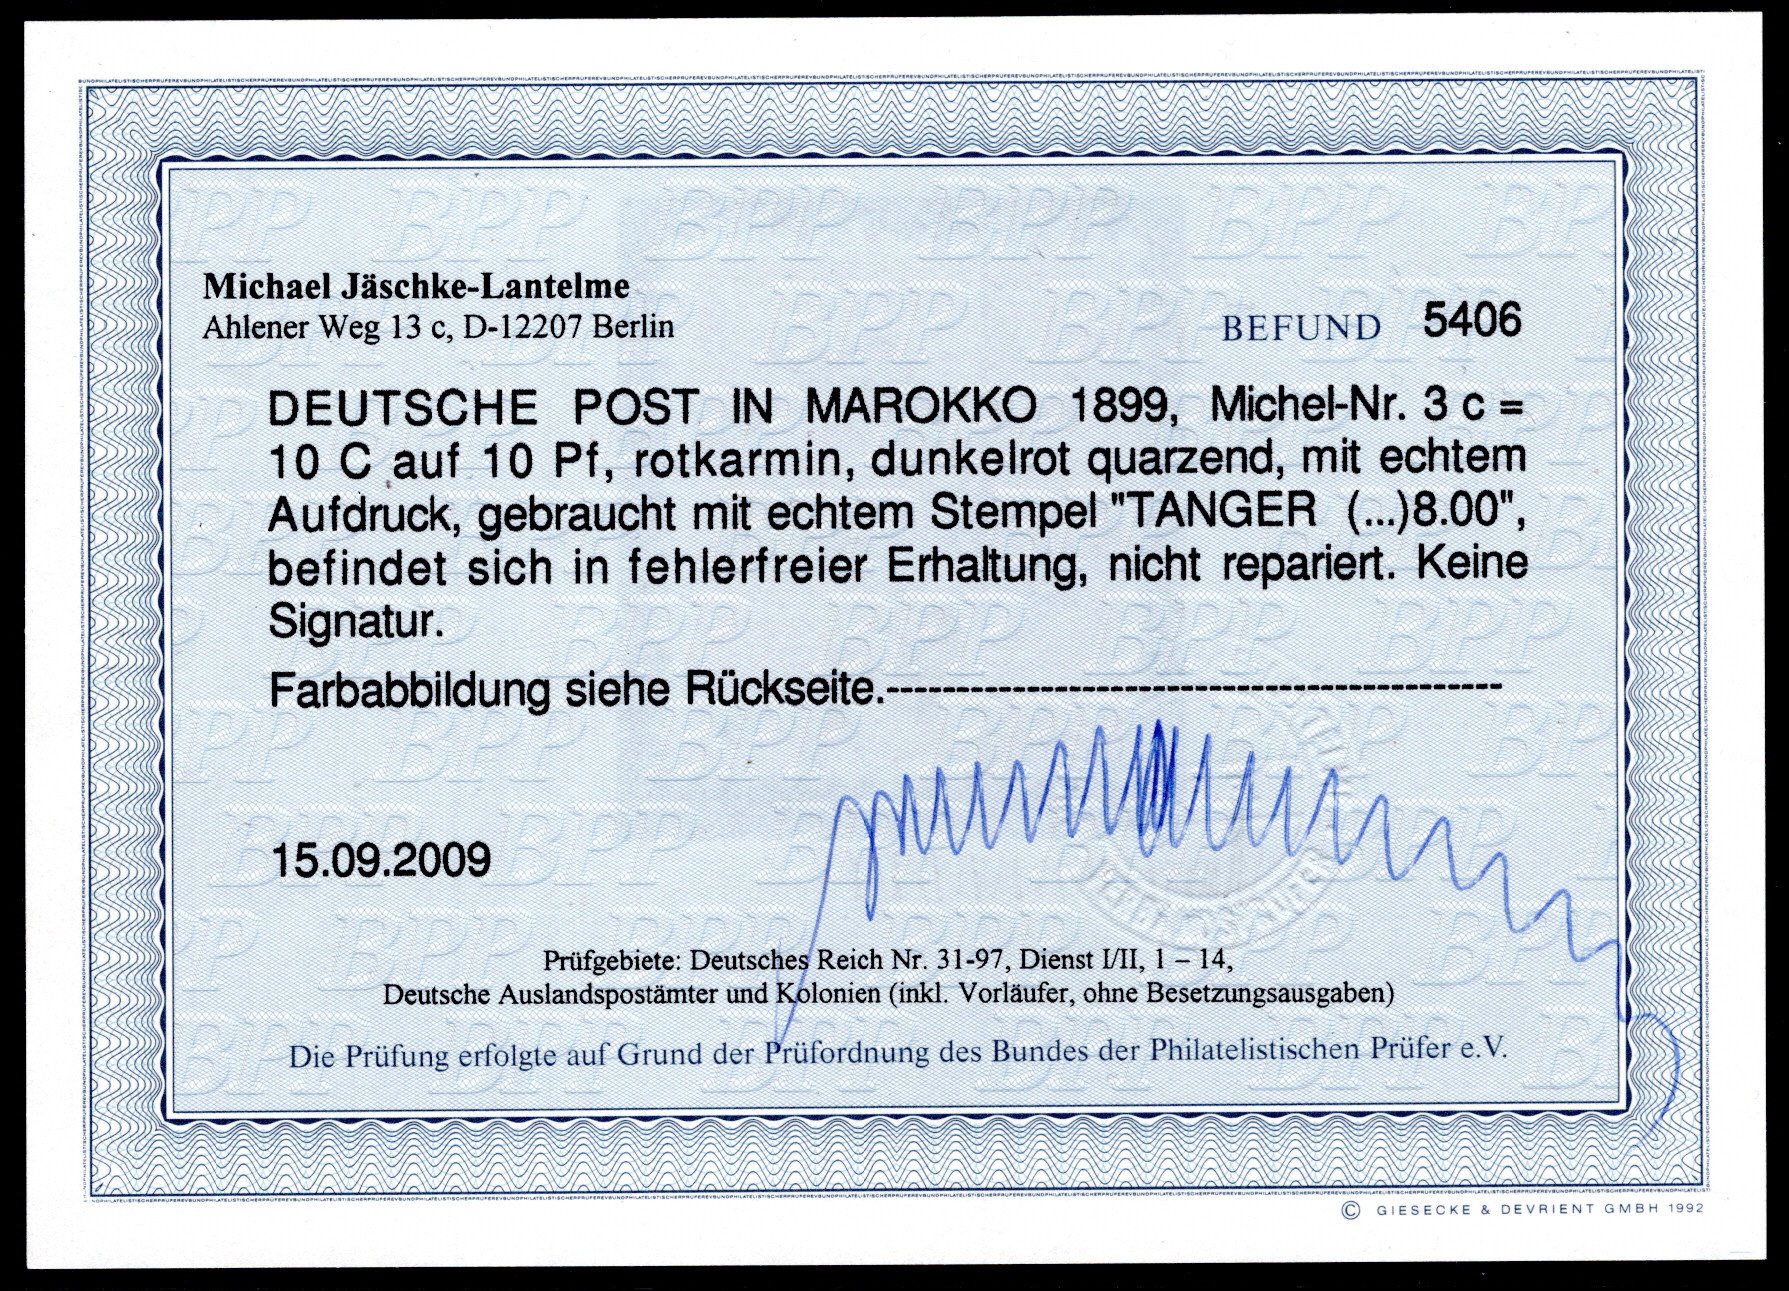 Michael Jäschke-Lantelme
Ahlener Weg 13 c, D-12207 Berlin
BEFUND 5406
DEUTSCHE POST IN MAROKKO 1899, Michel-Nr. 3 c =
10 C auf 10 Pf, rotkarmin, dunkelrot quarzend, mit echtem
Aufdruck, gebraucht mit echtem Stempel "TANGER (...)8.00",
befindet sich in fehlerfreier Erhaltung, nicht repariert. Keine
Signatur.
Farbabbildung siehe Rückseite.--------------------------------------------
15.09.2009
Prüfgebiete: Deutsches Reich Nr. 31-97, Dienst I/II, 1 – 14,
Deutsche Auslandspostämter und Kolonien (inkl. Vorläufer, ohne Besetzungsausgaben)
Die Prüfung erfolgte auf Grund der Prüfordnung des Bundes der Philatelistischen Prüfer e.V.
© GIESECKE & DEVRIENT GMBH 1992